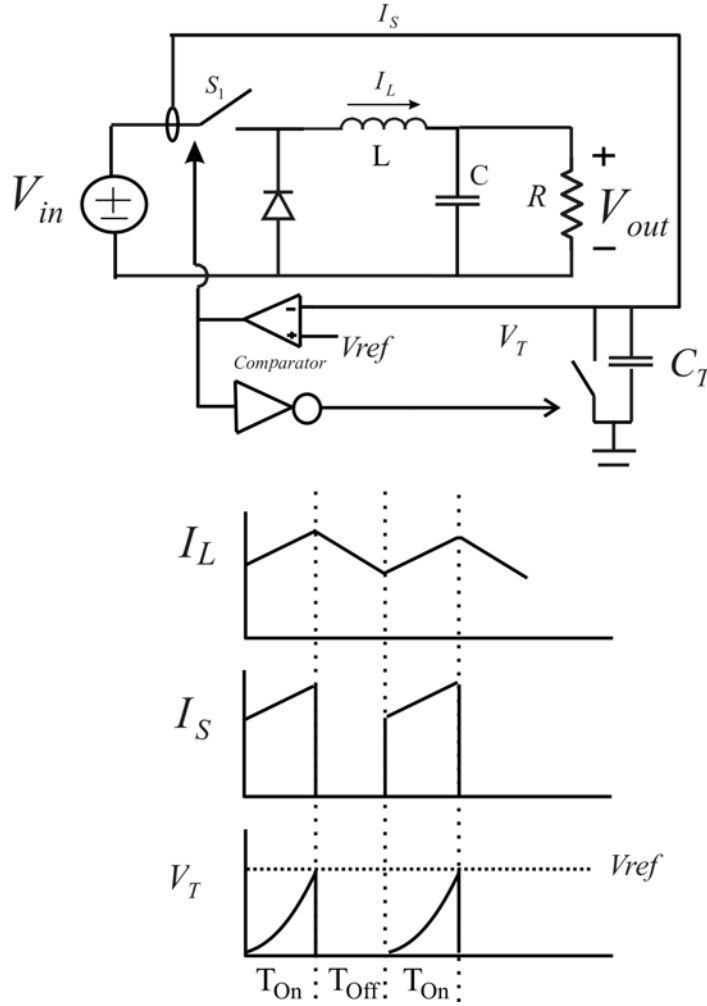 I_S
S_1
I_L
L
C
V_in
R
+
V_out
−
-
+
Vref
Comparator
V_T
C_T
I_L
I_S
V_T
Vref
T_On T_Off T_On